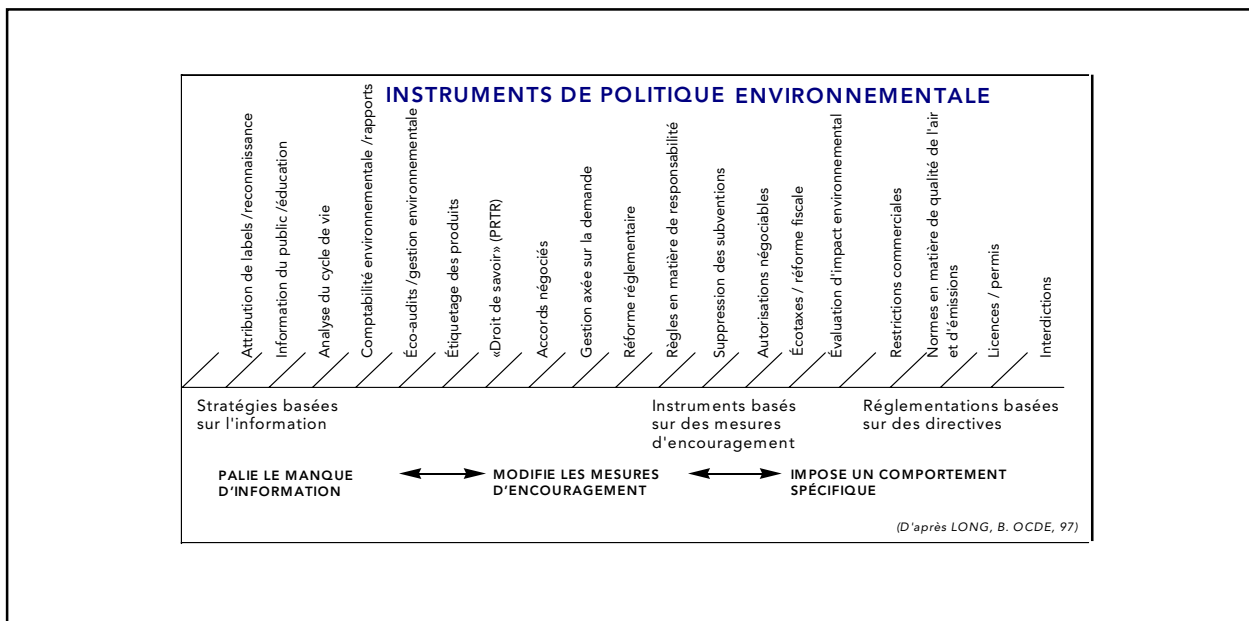 INSTRUMENTS DE POLITIQUE ENVIRONNEMENTALE
Attribution de labels /reconnaissance
Information du public /éducation
Analyse du cycle de vie
Comptabilité environnementale /rapports
Éco-audits /gestion environnementale
Étiquetage des produits
«Droit de savoir» (PRTR)
Accords négociés
Gestion axée sur la demande
Réforme réglementaire
Règles en matière de responsabilité
Suppression des subventions
Autorisations négociables
Écotaxes / réforme fiscale
Évaluation d'impact environnemental
Restrictions commerciales
Normes en matière de qualité de l'air
et d'émissions
Licences / permis
Interdictions
Stratégies basées
sur l'information
Instruments basés
sur des mesures
d'encouragement
Réglementations basées
sur des directives
PALIE LE MANQUE
D'INFORMATION
MODIFIE LES MESURES
D'ENCOURAGEMENT
IMPOSE UN COMPORTEMENT
SPÉCIFIQUE
(D'après LONG, B. OCDE, 97)